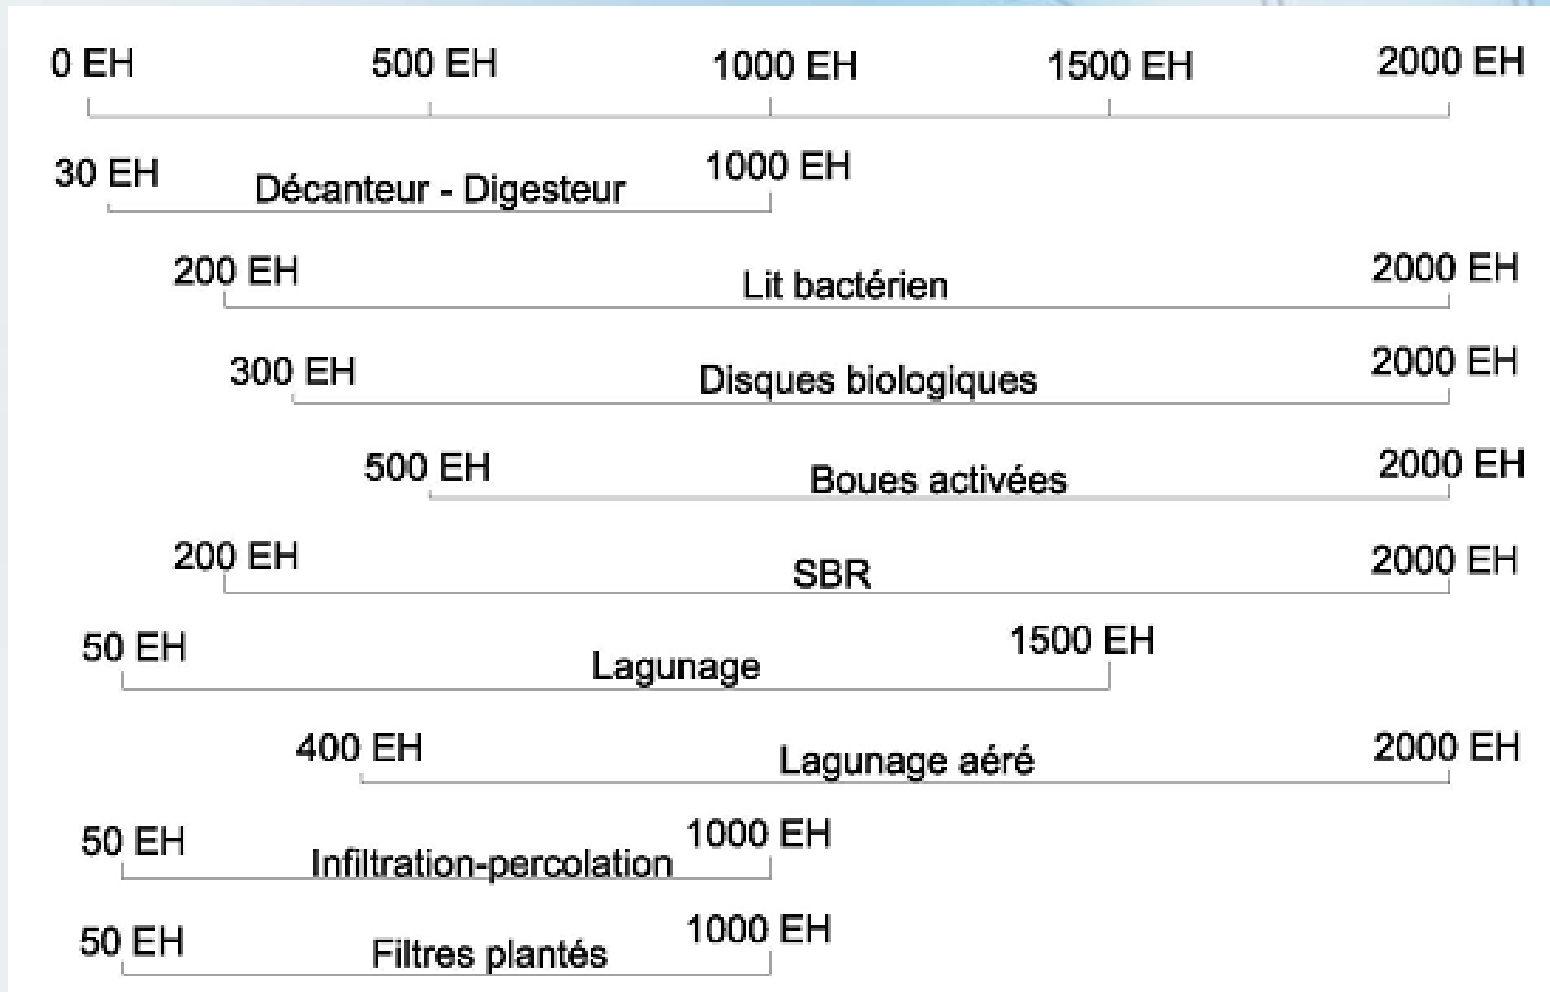 0 EH 500 EH 1000 EH 1500 EH 2000 EH
30 EH Décanteur - Digesteur 1000 EH
200 EH Lit bactérien 2000 EH
300 EH Disques biologiques 2000 EH
500 EH Boues activées 2000 EH
200 EH SBR 2000 EH
50 EH Lagunage 1500 EH
400 EH Lagunage aéré 2000 EH
50 EH Infiltration-percolation 1000 EH
50 EH Filtres plantés 1000 EH